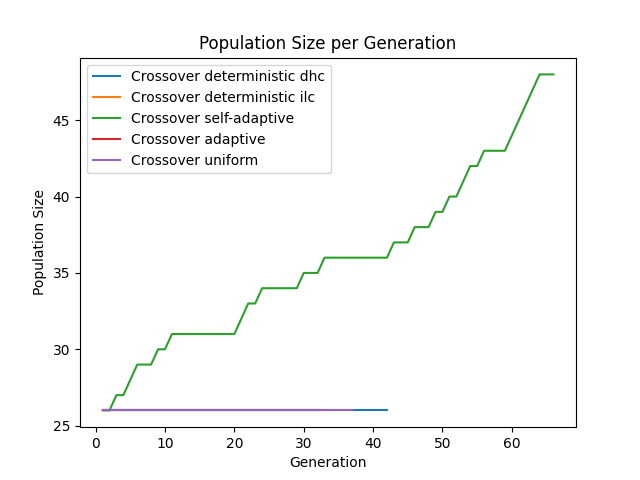 Population Size per Generation
Crossover deterministic dhc
Crossover deterministic ilc
Crossover self-adaptive
Crossover adaptive
Crossover uniform
Population Size
45
40
35
30
25
0 10 20 30 40 50 60
Generation